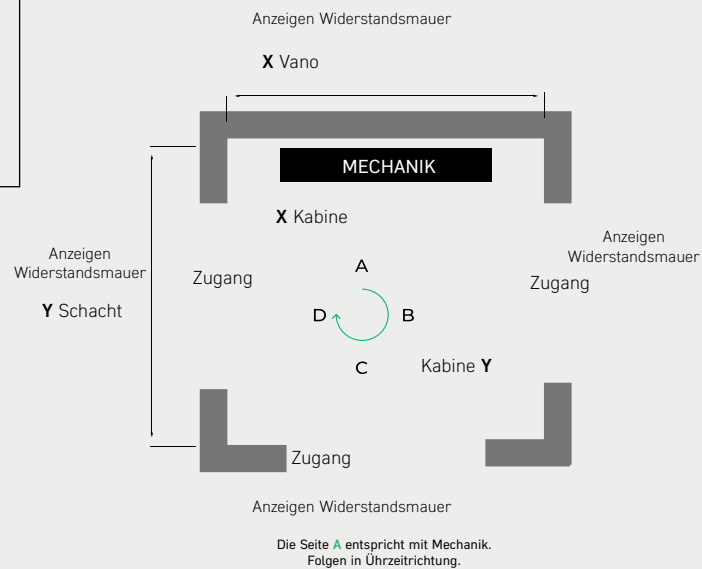 Anzeigen Widerstandsmauer
X Vano
MECHANIK
X Kabine
Anzeigen
Widerstandsmauer
Y Schacht
Zugang
A
D
B
C
Anzeigen
Widerstandsmauer
Zugang
Kabine Y
Zugang
Anzeigen Widerstandsmauer
Die Seite A entspricht mit Mechanik.
Folgen in Ührzeitrichtung.